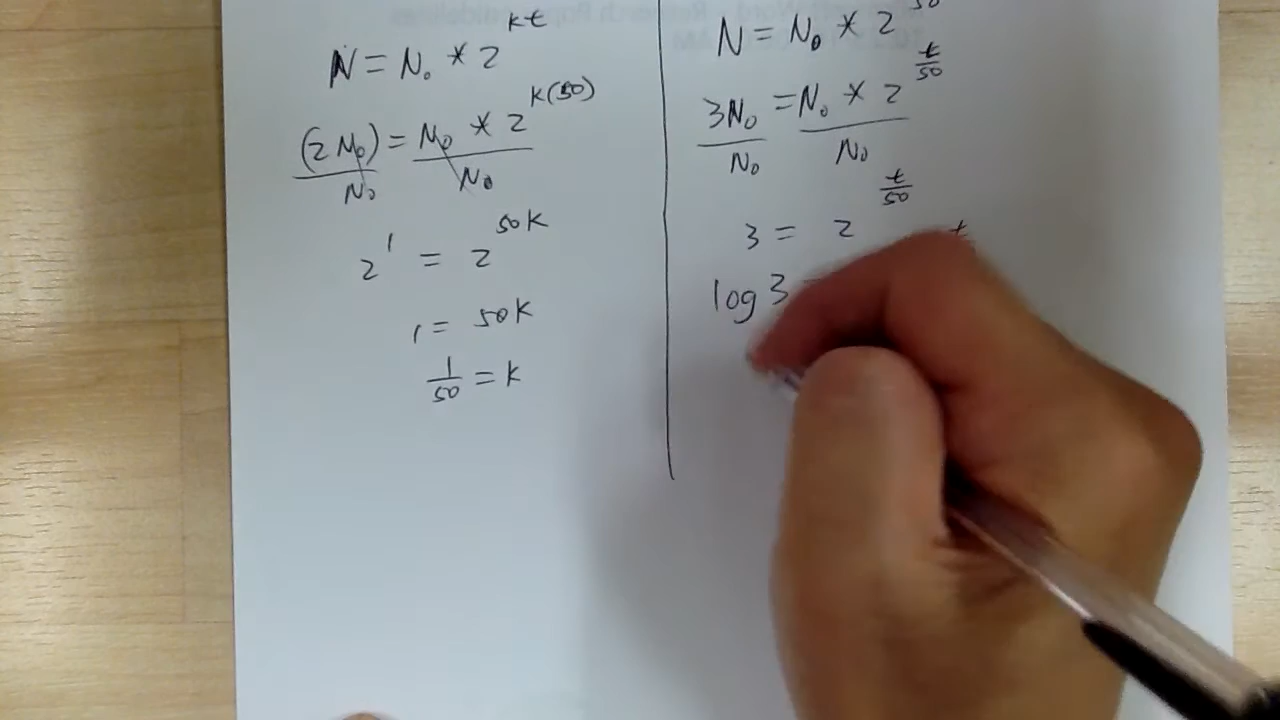 N = N₀ * 2^kt
(2N₀)/N₀ = N₀ * 2^k(50)/N₀
2^1 = 2^50k
1 = 50k
1/50 = k
N = N₀ * 2
3N₀/N₀ = N₀ * 2^t/50/N₀
3 = 2^t/50
log 3